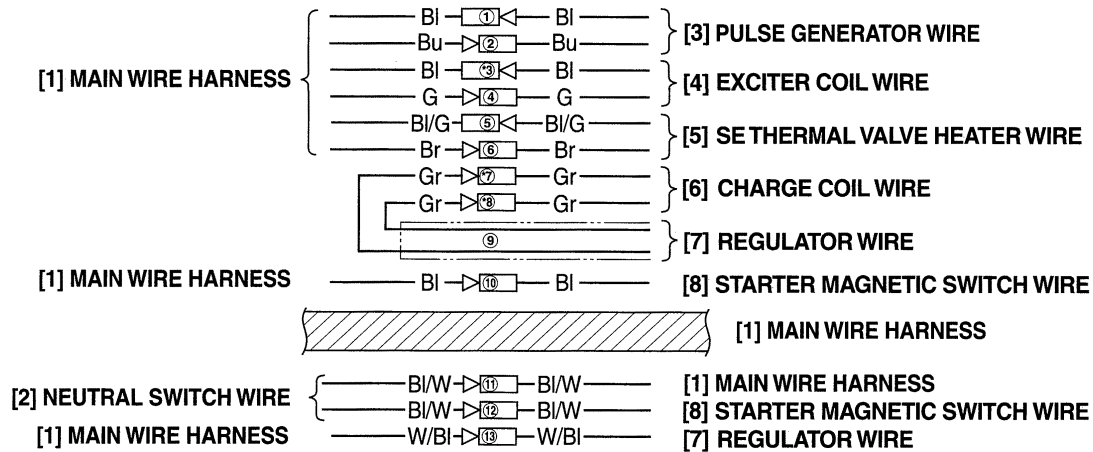 Bl ① Bl
Bu ② Bu
[3] PULSE GENERATOR WIRE
[1] MAIN WIRE HARNESS
Bl *3 Bl
G ④ G
[4] EXCITER COIL WIRE
Bl/G ⑤ Bl/G
Br ⑥ Br
[5] SE THERMAL VALVE HEATER WIRE
Gr *7 Gr
Gr *8 Gr
[6] CHARGE COIL WIRE
⑨
[7] REGULATOR WIRE
[1] MAIN WIRE HARNESS Bl ⑩ Bl [8] STARTER MAGNETIC SWITCH WIRE
[1] MAIN WIRE HARNESS
Bl/W ⑪ Bl/W [1] MAIN WIRE HARNESS
[2] NEUTRAL SWITCH WIRE
Bl/W ⑫ Bl/W [8] STARTER MAGNETIC SWITCH WIRE
[1] MAIN WIRE HARNESS W/Bl ⑬ W/Bl [7] REGULATOR WIRE